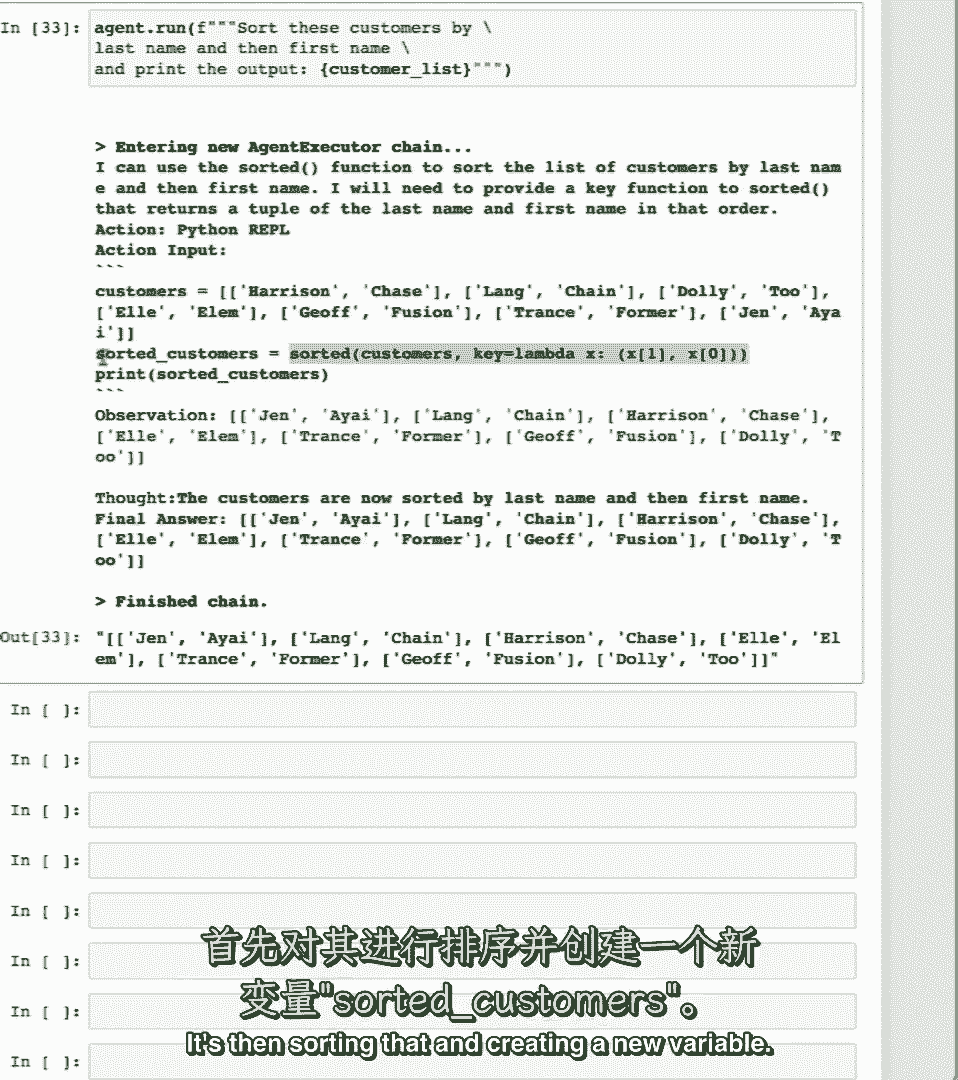 In [33]: agent.run(f"""Sort these customers by \
last name and then first name \
and print the output: {customer_list}""")
> Entering new AgentExecutor chain...
I can use the sorted() function to sort the list of customers by last nam
e and then first name. I will need to provide a key function to sorted()
that returns a tuple of the last name and first name in that order.
Action: Python REPL
Action Input:
```
customers = [['Harrison', 'Chase'], ['Lang', 'Chain'], ['Dolly', 'Too'],
['Elle', 'Elem'], ['Geoff', 'Fusion'], ['Trance', 'Former'], ['Jen', 'Aya
i']]
sorted_customers = sorted(customers, key=lambda x: (x[1], x[0]))
print(sorted_customers)
```
Observation: [['Jen', 'Ayai'], ['Lang', 'Chain'], ['Harrison', 'Chase'],
['Elle', 'Elem'], ['Trance', 'Former'], ['Geoff', 'Fusion'], ['Dolly', 'T
oo']]
Thought:The customers are now sorted by last name and then first name.
Final Answer: [['Jen', 'Ayai'], ['Lang', 'Chain'], ['Harrison', 'Chase'],
['Elle', 'Elem'], ['Trance', 'Former'], ['Geoff', 'Fusion'], ['Dolly', 'T
oo']]
> Finished chain.
Out[33]: "[['Jen', 'Ayai'], ['Lang', 'Chain'], ['Harrison', 'Chase'], ['Elle', 'El
em'], ['Trance', 'Former'], ['Geoff', 'Fusion'], ['Dolly', 'Too']]"
In [ ]:
In [ ]:
In [ ]:
In [ ]:
In [ ]:
In [ ]:
In [ ]:
In [ ]:
首先对其进行排序并创建一个新
变量"sorted_customers"。
It's then sorting that and creating a new variable.